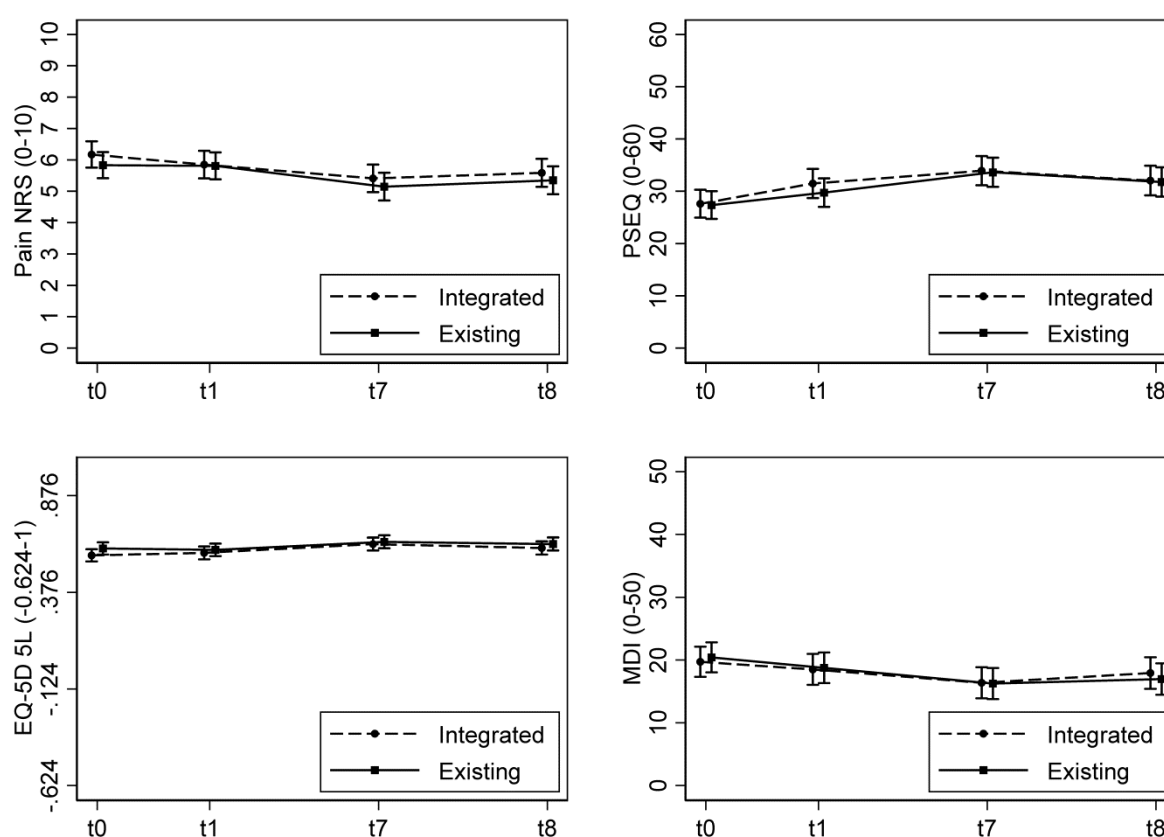 Pain NRS (0-10)
10
9
8
7
6
5
4
3
2
1
0
Integrated
Existing
t0 t1 t7 t8
PSEQ (0-60)
60
50
40
30
20
10
0
Integrated
Existing
t0 t1 t7 t8
EQ-5D 5L (-0.624-1)
.876
.376
-.124
-.624
Integrated
Existing
t0 t1 t7 t8
MDI (0-50)
50
40
30
20
10
0
Integrated
Existing
t0 t1 t7 t8